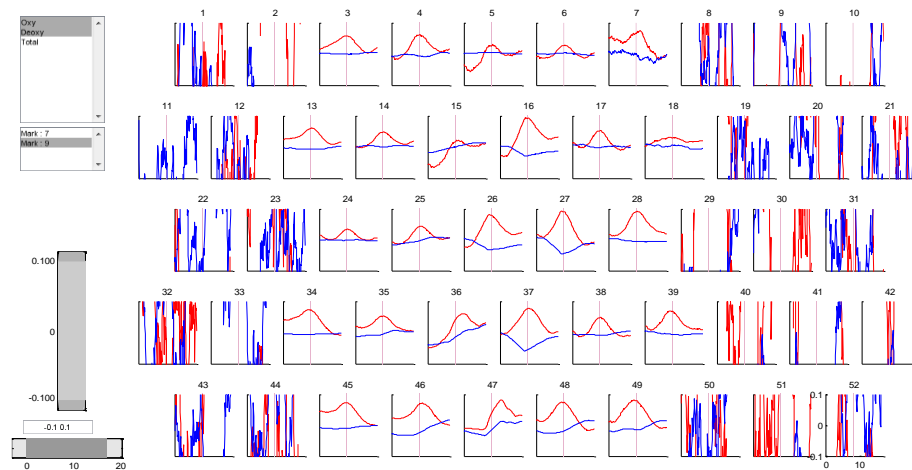 Oxy
Deoxy
Total
Mark : 7
Mark : 9
1 2 3 4 5 6 7 8 9 10
11 12 13 14 15 16 17 18 19 20 21
22 23 24 25 26 27 28 29 30 31
32 33 34 35 36 37 38 39 40 41 42
43 44 45 46 47 48 49 50 51 52
0.100
0
-0.100
-0.1 0.1
0 10 20
0.1
0
-0.1
0 10